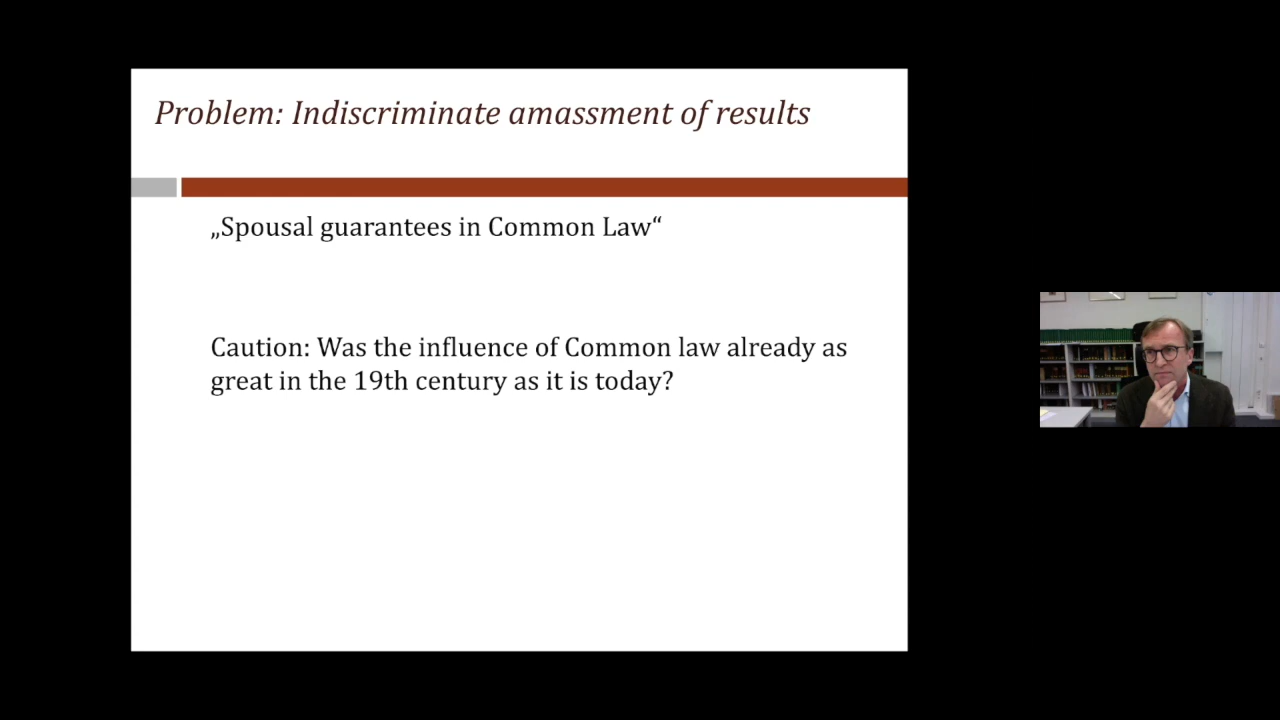 Problem: Indiscriminate amassment of results
„Spousal guarantees in Common Law“
Caution: Was the influence of Common law already as
great in the 19th century as it is today?